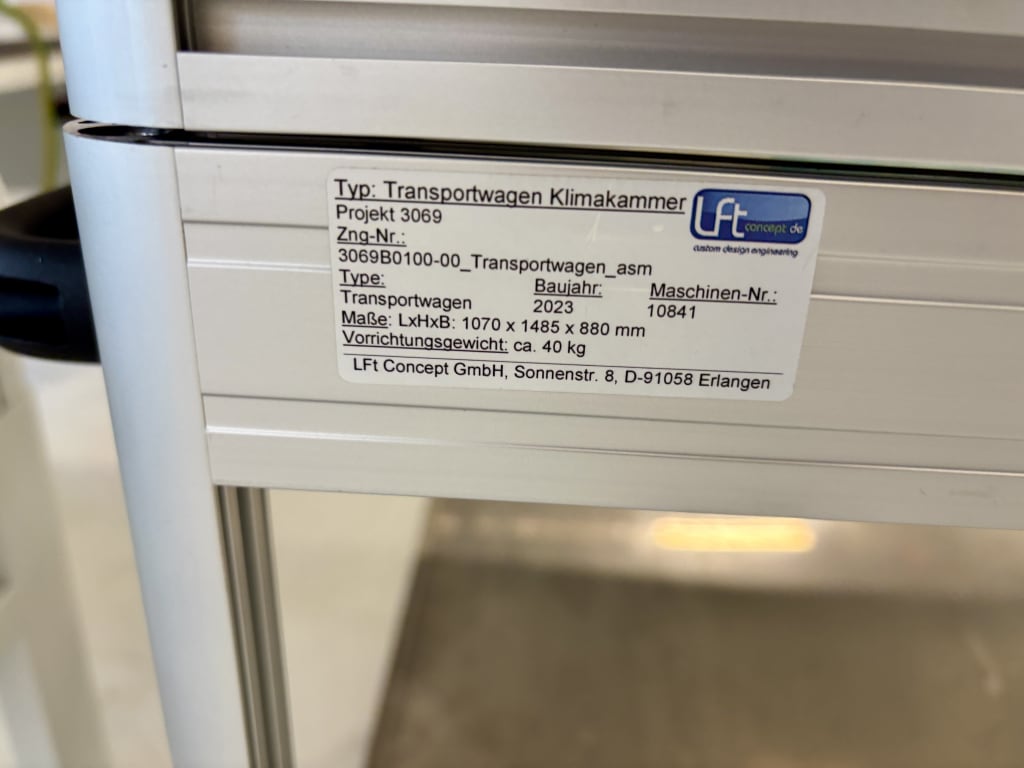 Typ: Transportwagen Klimakammer
Projekt 3069
Zng-Nr.:
3069B0100-00_Transportwagen_asm
Type: Baujahr: Maschinen-Nr.:
Transportwagen 2023 10841
Maße: LxHxB: 1070 x 1485 x 880 mm
Vorrichtungsgewicht: ca. 40 kg
LFt Concept GmbH, Sonnenstr. 8, D-91058 Erlangen
LFt concept de
custom design engineering